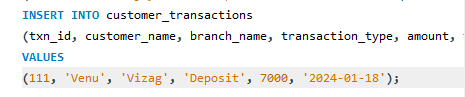 INSERT INTO customer_transactions
(txn_id, customer_name, branch_name, transaction_type, amount,
VALUES
(111, 'Venu', 'Vizag', 'Deposit', 7000, '2024-01-18');